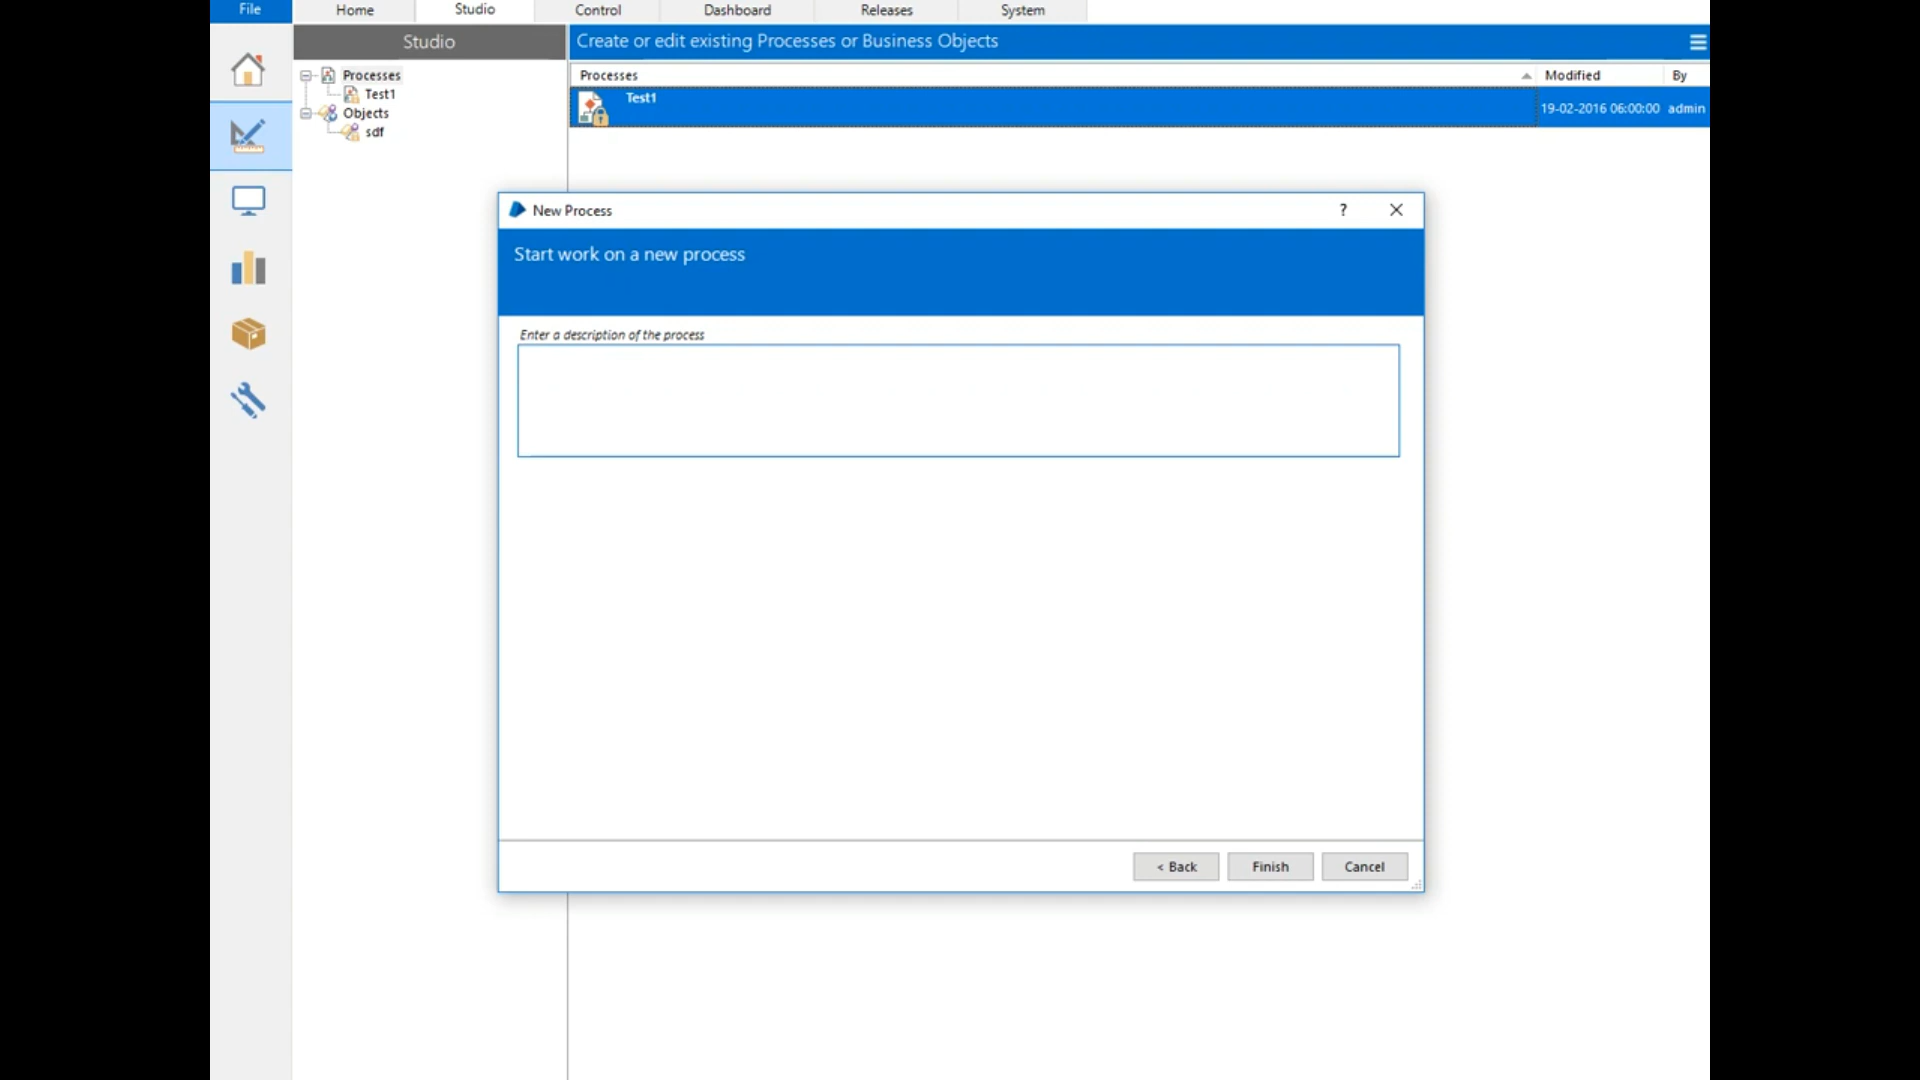 File Home Studio Control Dashboard Releases System
Studio
Create or edit existing Processes or Business Objects
Processes
Test1
Objects
sdf
Processes Modified By
Test1 19-02-2016 06:00:00 admin
New Process ?
Start work on a new process
Enter a description of the process
< Back Finish Cancel